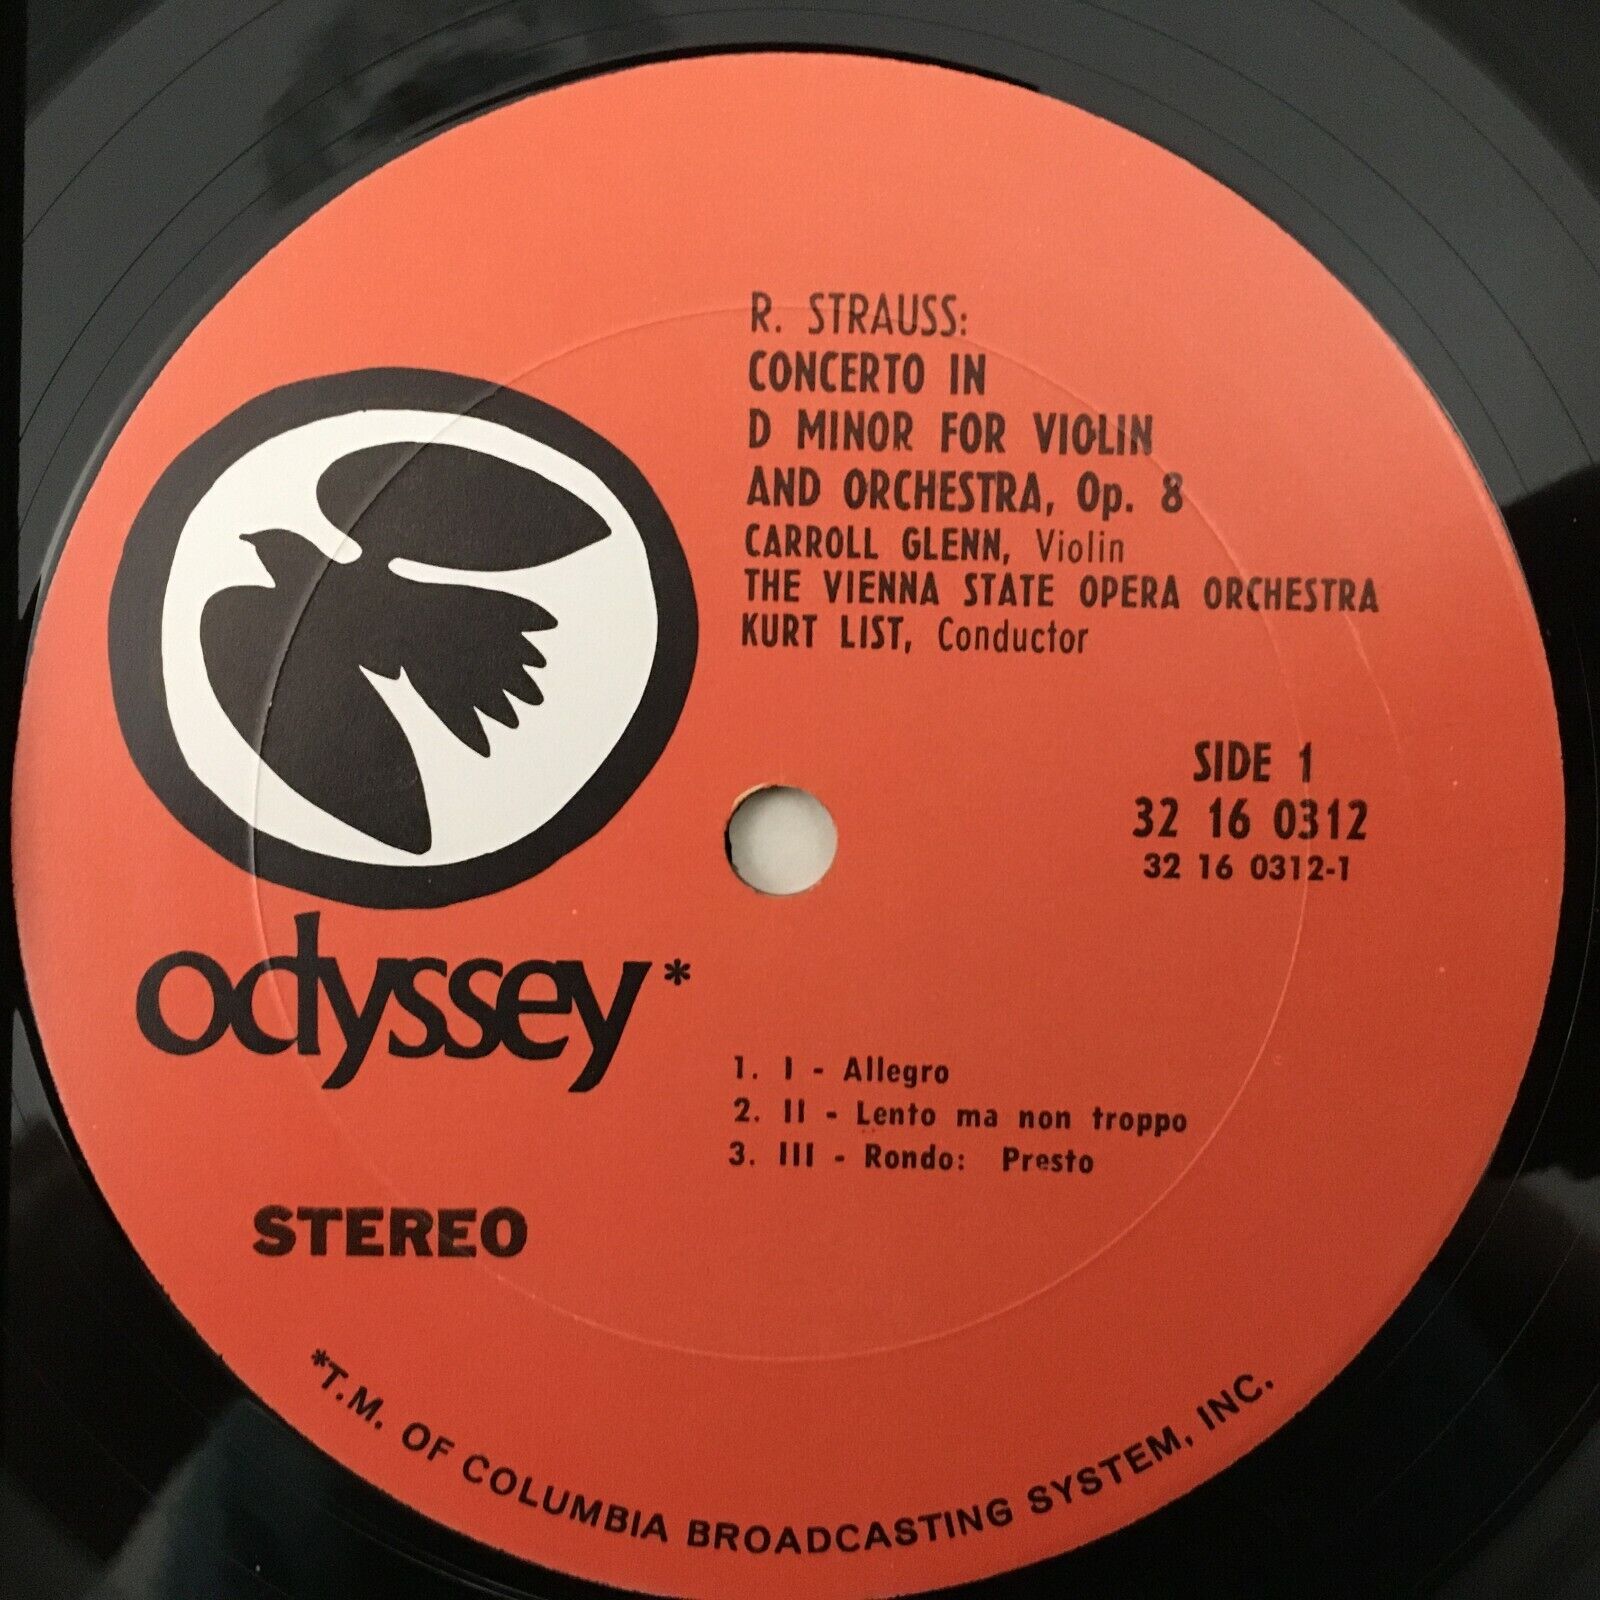 R. STRAUSS:
CONCERTO IN
D MINOR FOR VIOLIN
AND ORCHESTRA, Op. 8
CARROLL GLENN, Violin
THE VIENNA STATE OPERA ORCHESTRA
KURT LIST, Conductor
SIDE 1
32 16 0312
32 16 0312-1
odyssey*
1. I - Allegro
2. II - Lento ma non troppo
3. III - Rondo: Presto
STEREO
*T.M. OF COLUMBIA BROADCASTING SYSTEM, INC.